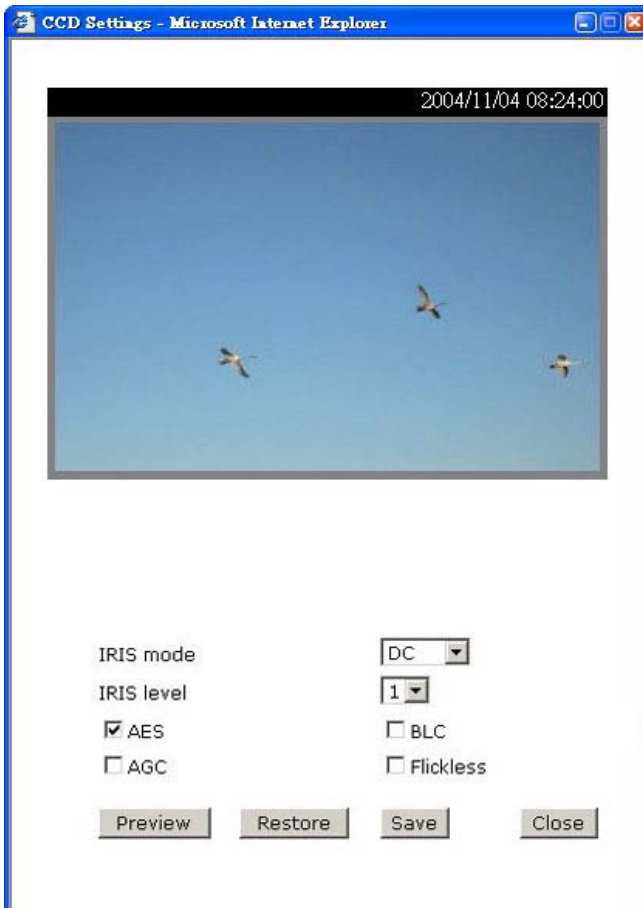 CCD Settings - Microsoft Internet Explorer
2004/11/04 08:24:00
IRIS mode DC
IRIS level 1
AES BLC
AGC Flickless
Preview Restore Save Close